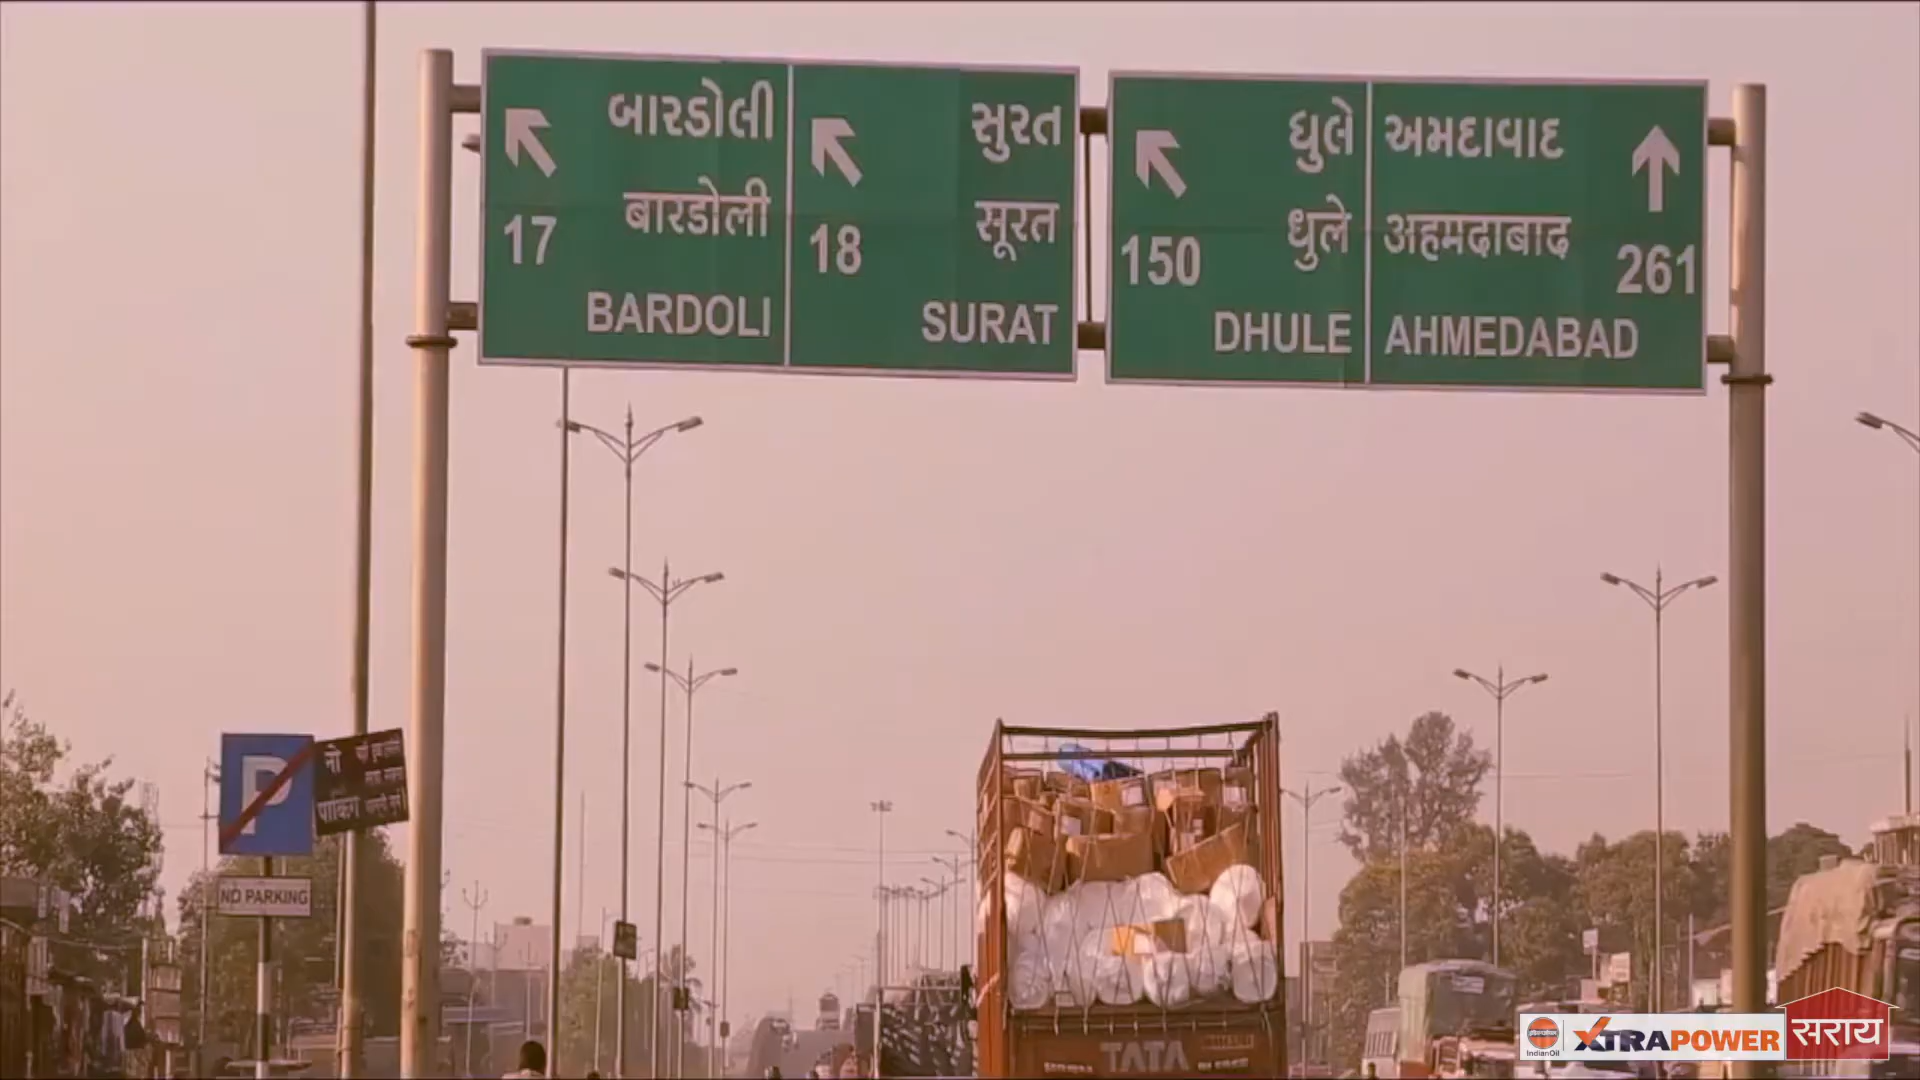 બારડોલી
17
बारडोली
BARDOLI
સુરત
18
सूरत
SURAT
ધુલે
150
धुले
DHULE
અમદાવાદ
अहमदाबाद
261
AHMEDABAD
P
नो
पार्किंग
NO PARKING
TATA
IndianOil
XTRAPOWER
सराय